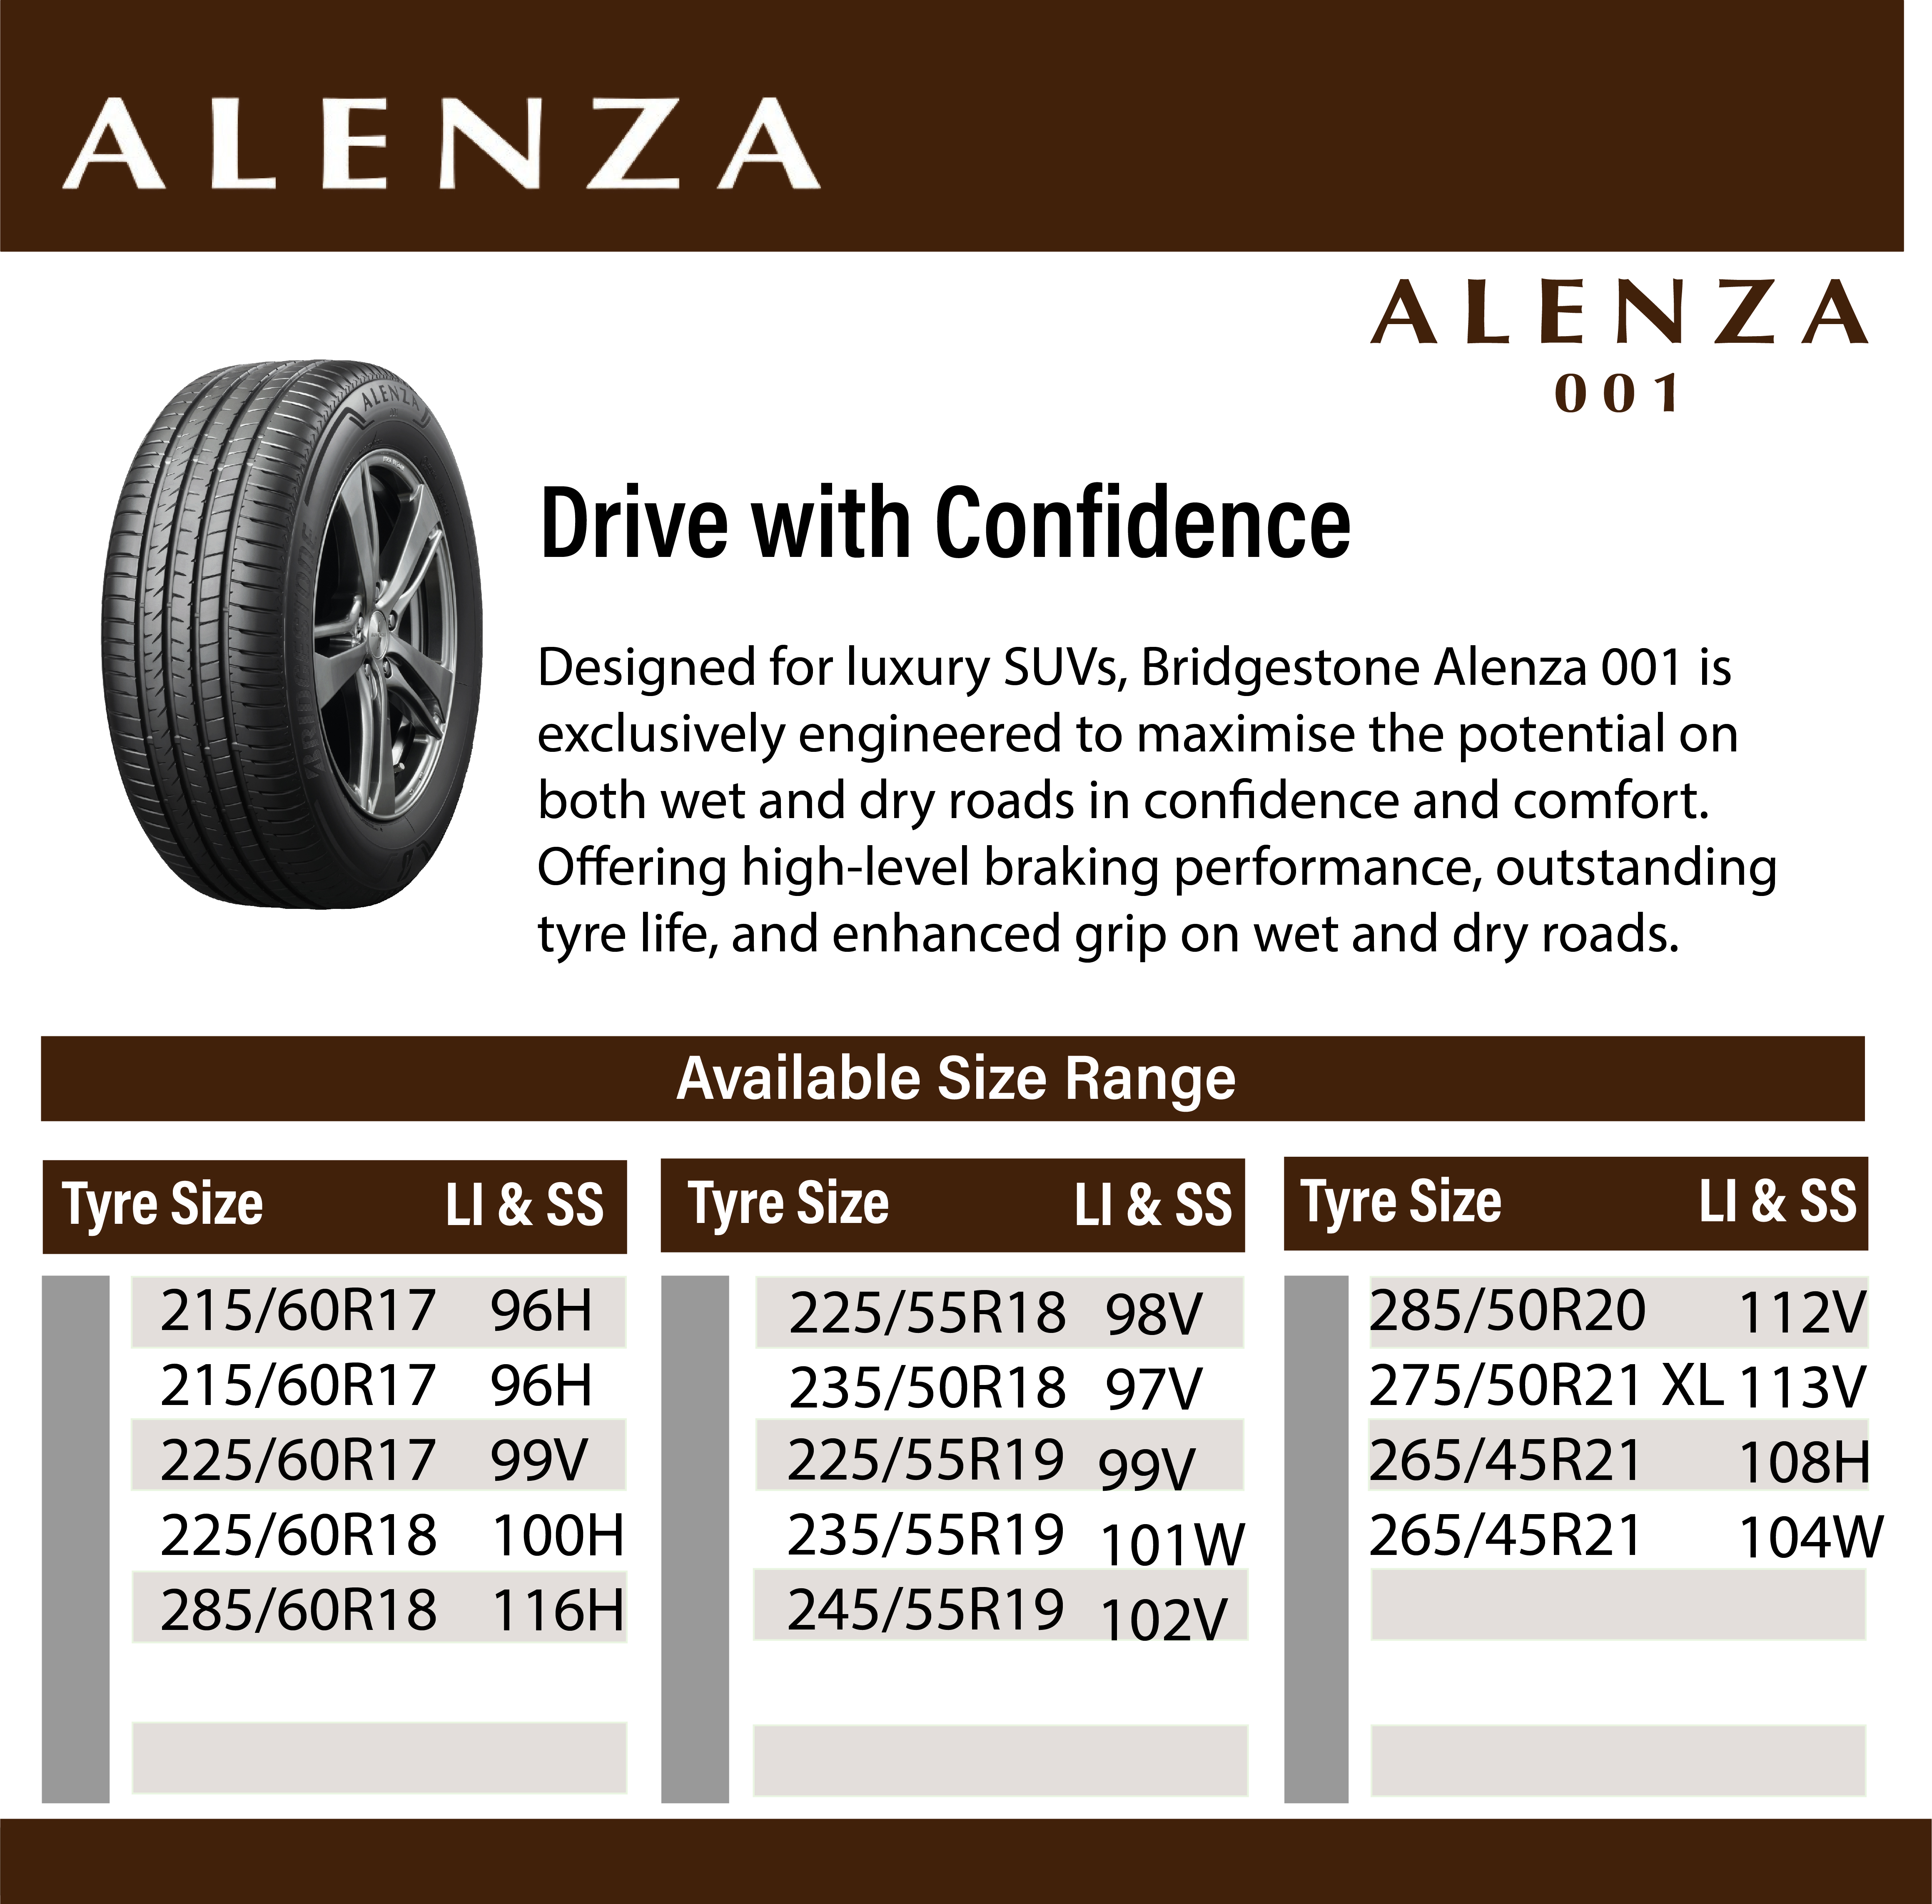 ALENZA
ALENZA
001
ALENZA
BRIDGESTONE
Drive with Confidence
Designed for luxury SUVs, Bridgestone Alenza 001 is
exclusively engineered to maximise the potential on
both wet and dry roads in confidence and comfort.
Offering high-level braking performance, outstanding
tyre life, and enhanced grip on wet and dry roads.
Available Size Range
Tyre Size LI & SS
215/60R17 96H
215/60R17 96H
225/60R17 99V
225/60R18 100H
285/60R18 116H
Tyre Size LI & SS
225/55R18 98V
235/50R18 97V
225/55R19 99V
235/55R19 101W
245/55R19 102V
Tyre Size LI & SS
285/50R20 112V
275/50R21 XL 113V
265/45R21 108H
265/45R21 104W